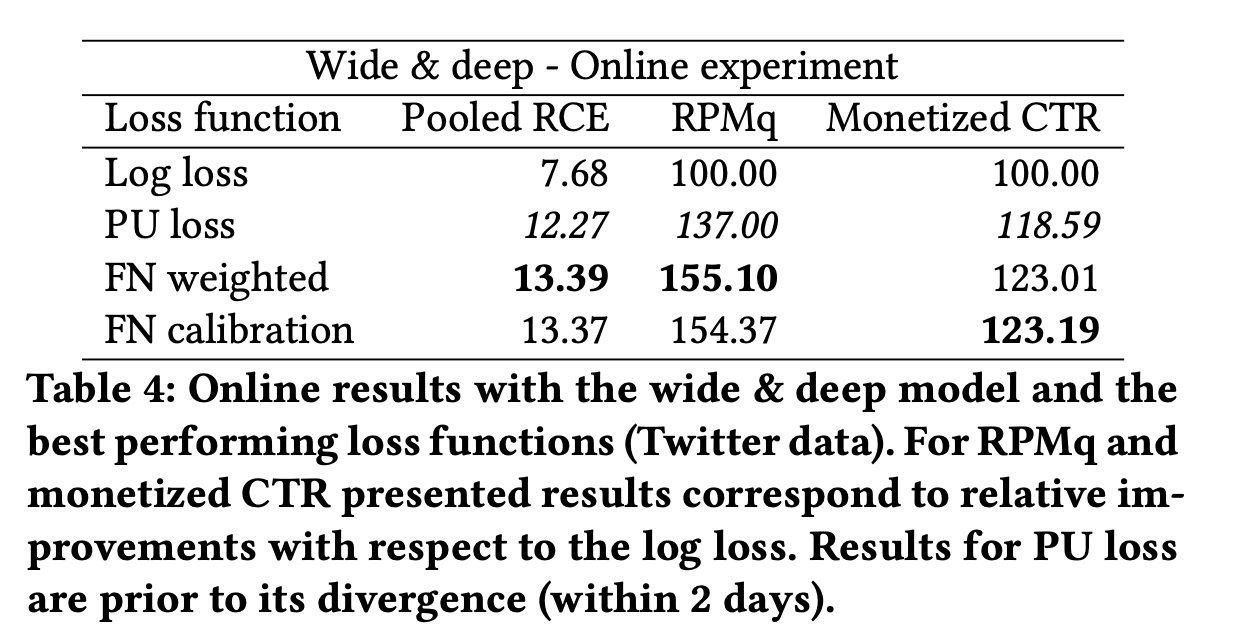 Wide & deep - Online experiment
Loss function Pooled RCE RPMq Monetized CTR
Log loss 7.68 100.00 100.00
PU loss 12.27 137.00 118.59
FN weighted 13.39 155.10 123.01
FN calibration 13.37 154.37 123.19
Table 4: Online results with the wide & deep model and the
best performing loss functions (Twitter data). For RPMq and
monetized CTR presented results correspond to relative im-
provements with respect to the log loss. Results for PU loss
are prior to its divergence (within 2 days).